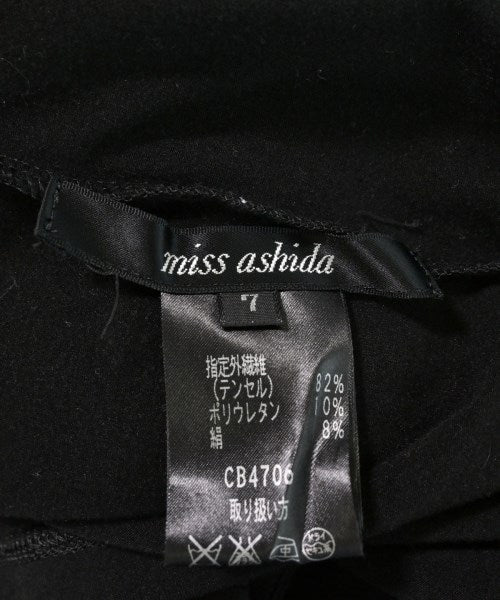 miss ashida
7
指定外繊維
(テンセル) 82%
ポリウレタン 10%
絹 8%
CB4706
取り扱い方